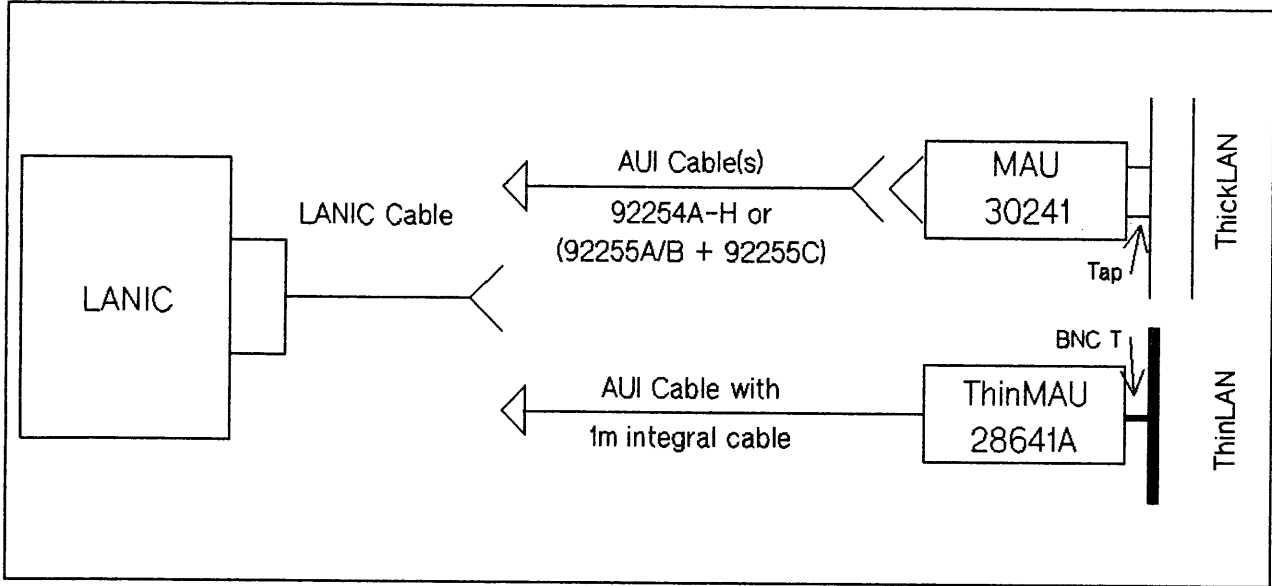 LANIC
LANIC Cable
AUI Cable(s)
92254A-H or
(92255A/B + 92255C)
MAU
30241
Tap
ThickLAN
AUI Cable with
1m integral cable
ThinMAU
28641A
BNC T
ThinLAN